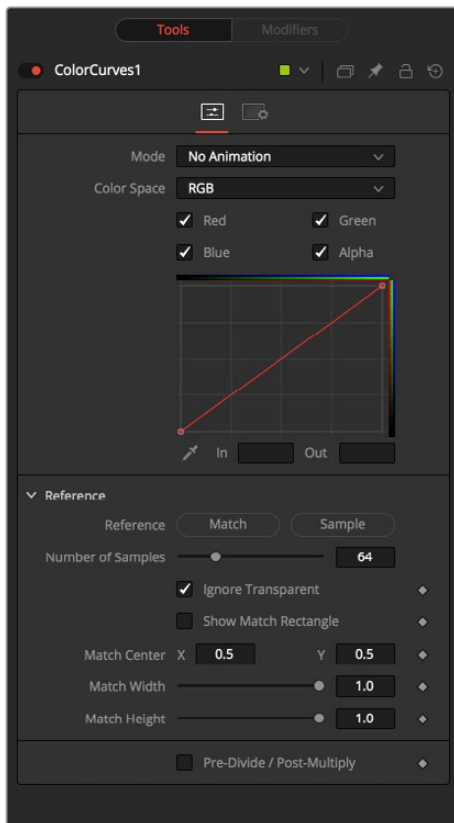 Tools Modifiers
ColorCurves1
Mode No Animation
Color Space RGB
Red Green
Blue Alpha
In Out
Reference
Reference Match Sample
Number of Samples 64
Ignore Transparent
Show Match Rectangle
Match Center X 0.5 Y 0.5
Match Width 1.0
Match Height 1.0
Pre-Divide / Post-Multiply